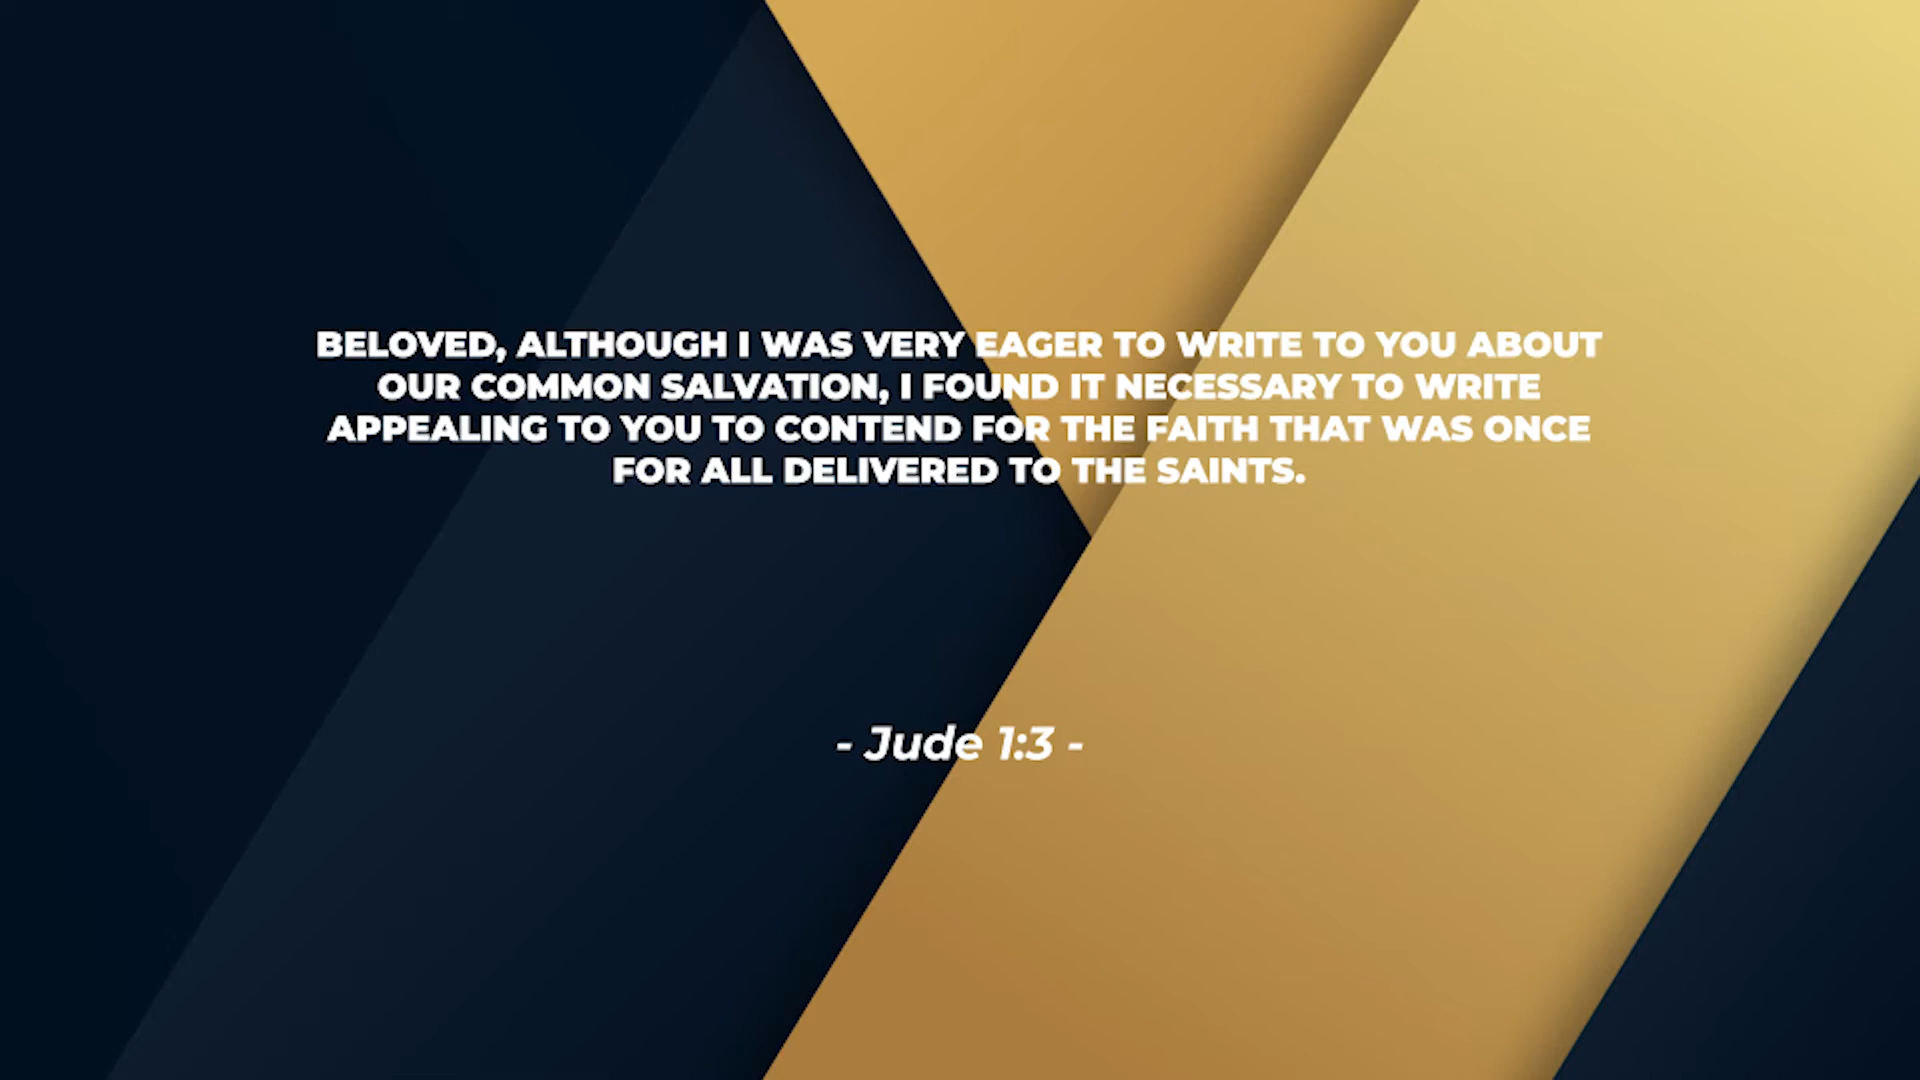 BELOVED, ALTHOUGH I WAS VERY EAGER TO WRITE TO YOU ABOUT
OUR COMMON SALVATION, I FOUND IT NECESSARY TO WRITE
APPEALING TO YOU TO CONTEND FOR THE FAITH THAT WAS ONCE
FOR ALL DELIVERED TO THE SAINTS.
- Jude 1:3 -